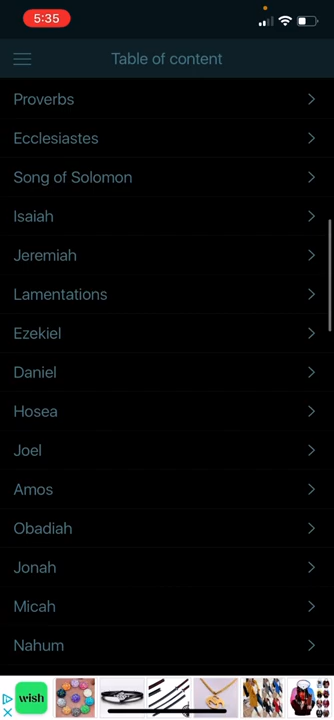 5:35
Table of content
Proverbs
Ecclesiastes
Song of Solomon
Isaiah
Jeremiah
Lamentations
Ezekiel
Daniel
Hosea
Joel
Amos
Obadiah
Jonah
Micah
Nahum
wish